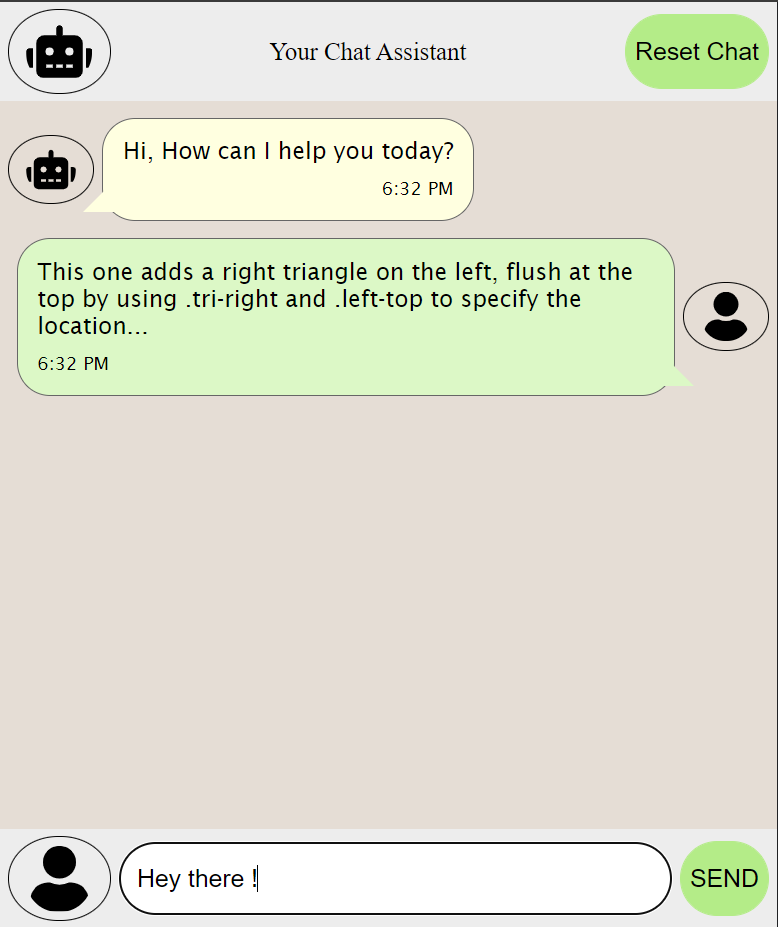 Your Chat Assistant
Reset Chat
Hi, How can I help you today?
6:32 PM
This one adds a right triangle on the left, flush at the
top by using .tri-right and .left-top to specify the
location...
6:32 PM
Hey there !
SEND